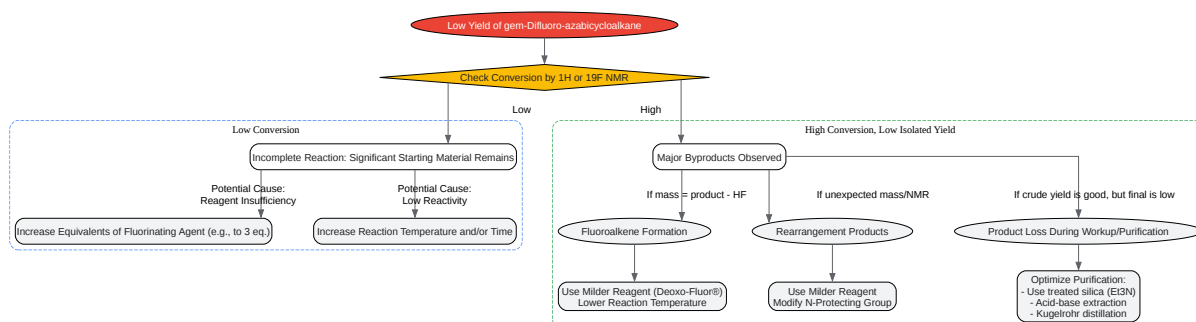 Low Yield of gem-Difluoro-azabicycloalkane
Check Conversion by 1H or 19F NMR
Low
High
Low Conversion
High Conversion, Low Isolated Yield
Incomplete Reaction: Significant Starting Material Remains
Major Byproducts Observed
Potential Cause:
Reagent Insufficiency
Potential Cause:
Low Reactivity
If mass = product - HF
If unexpected mass/NMR
If crude yield is good, but final is low
Increase Equivalents of Fluorinating Agent (e.g., to 3 eq.)
Increase Reaction Temperature and/or Time
Fluoroalkene Formation
Rearrangement Products
Product Loss During Workup/Purification
Use Milder Reagent (Deoxo-Fluor®)
Lower Reaction Temperature
Use Milder Reagent
Modify N-Protecting Group
Optimize Purification:
- Use treated silica (Et3N)
- Acid-base extraction
- Kugelrohr distillation